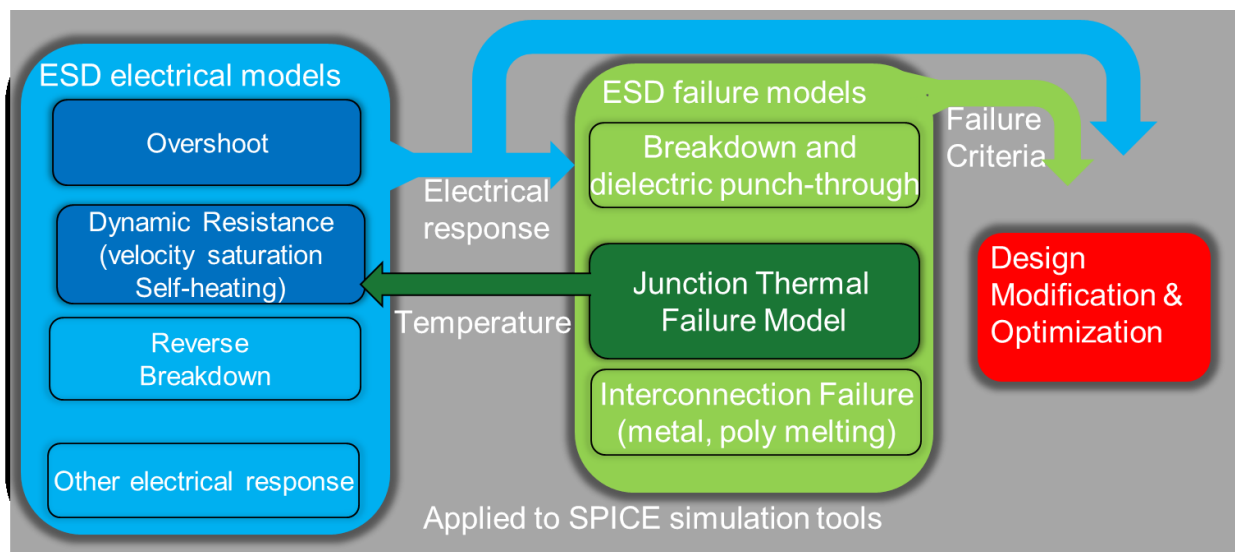 ESD electrical models
Overshoot
Dynamic Resistance
(velocity saturation
Self-heating)
Reverse
Breakdown
Other electrical response
Electrical
response
Temperature
ESD failure models
Breakdown and
dielectric punch-through
Junction Thermal
Failure Model
Interconnection Failure
(metal, poly melting)
Failure
Criteria
Design
Modification &
Optimization
Applied to SPICE simulation tools